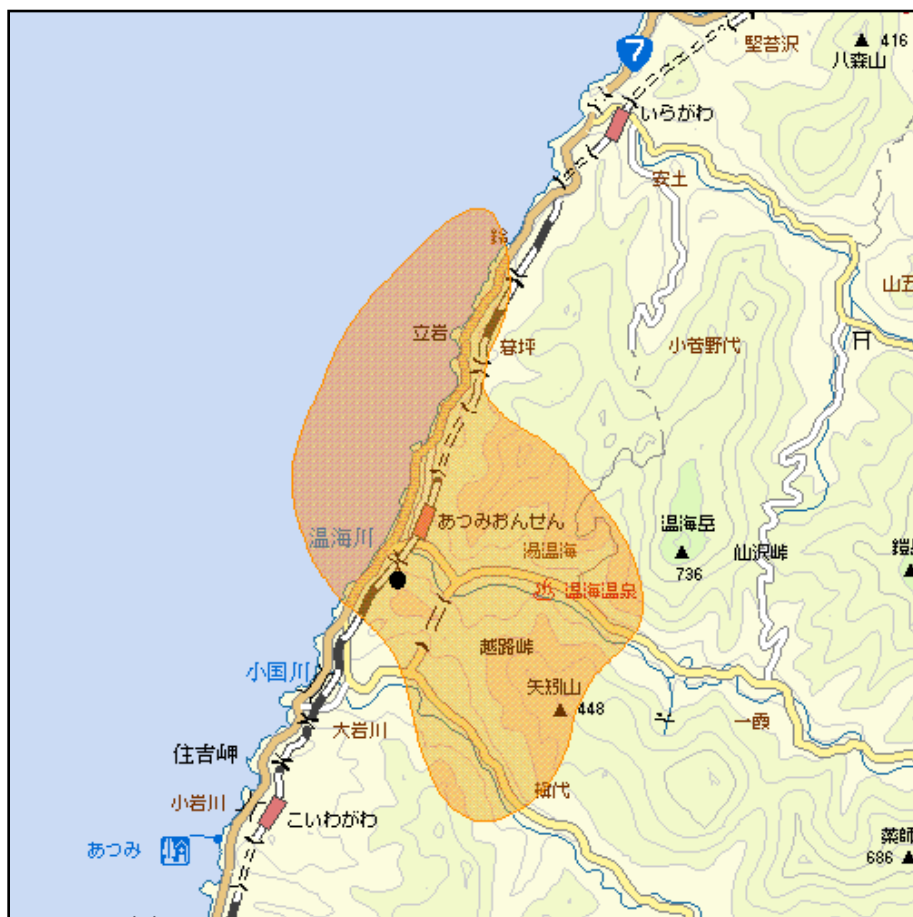 堅苔沢
416
八森山
7
いらがわ
安土
鈴
山五
立岩
暮坪
小菅野代
あつみおんせん
温海川
湯温海
温海岳
736
仙沢峠
温海温泉
越路峠
小国川
矢矧山
448
大岩川
一霞
住吉岬
小岩川
こいわがわ
楫代
あつみ
薬師
686